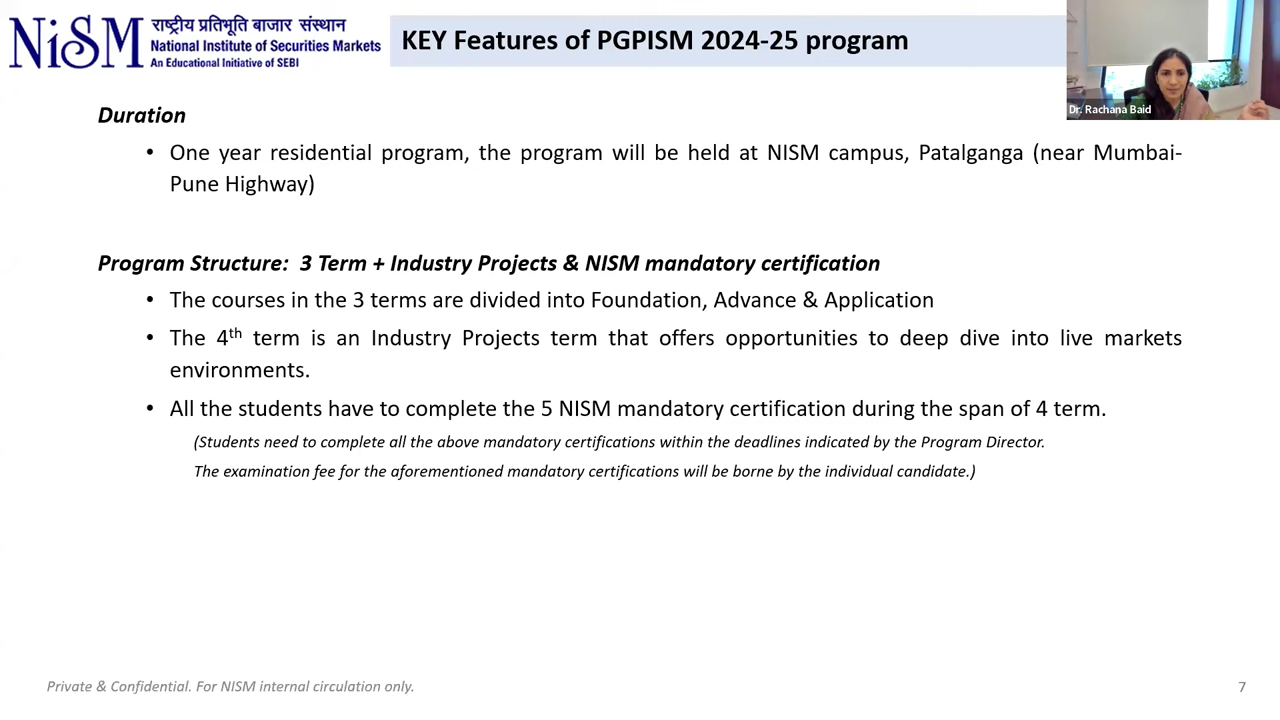 NiSM
राष्ट्रीय प्रतिभूति बाजार संस्थान
National Institute of Securities Markets
An Educational Initiative of SEBI
KEY Features of PGPISM 2024-25 program
Dr. Rachana Baid
Duration
• One year residential program, the program will be held at NISM campus, Patalganga (near Mumbai-
Pune Highway)
Program Structure: 3 Term + Industry Projects & NISM mandatory certification
• The courses in the 3 terms are divided into Foundation, Advance & Application
• The 4th term is an Industry Projects term that offers opportunities to deep dive into live markets
environments.
• All the students have to complete the 5 NISM mandatory certification during the span of 4 term.
(Students need to complete all the above mandatory certifications within the deadlines indicated by the Program Director.
The examination fee for the aforementioned mandatory certifications will be borne by the individual candidate.)
Private & Confidential. For NISM internal circulation only.
7